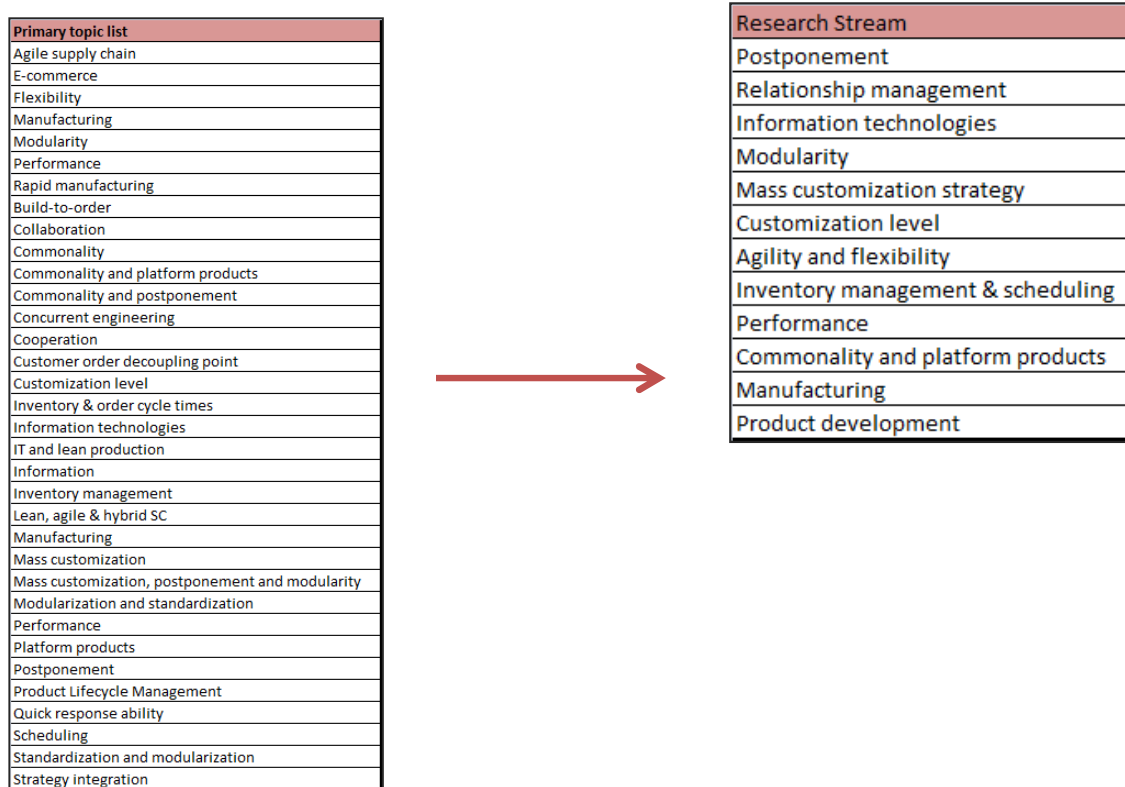 Primary topic list
Agile supply chain
E-commerce
Flexibility
Manufacturing
Modularity
Performance
Rapid manufacturing
Build-to-order
Collaboration
Commonality
Commonality and platform products
Commonality and postponement
Concurrent engineering
Cooperation
Customer order decoupling point
Customization level
Inventory & order cycle times
Information technologies
IT and lean production
Information
Inventory management
Lean, agile & hybrid SC
Manufacturing
Mass customization
Mass customization, postponement and modularity
Modularization and standardization
Performance
Platform products
Postponement
Product Lifecycle Management
Quick response ability
Scheduling
Standardization and modularization
Strategy integration
Research Stream
Postponement
Relationship management
Information technologies
Modularity
Mass customization strategy
Customization level
Agility and flexibility
Inventory management & scheduling
Performance
Commonality and platform products
Manufacturing
Product development